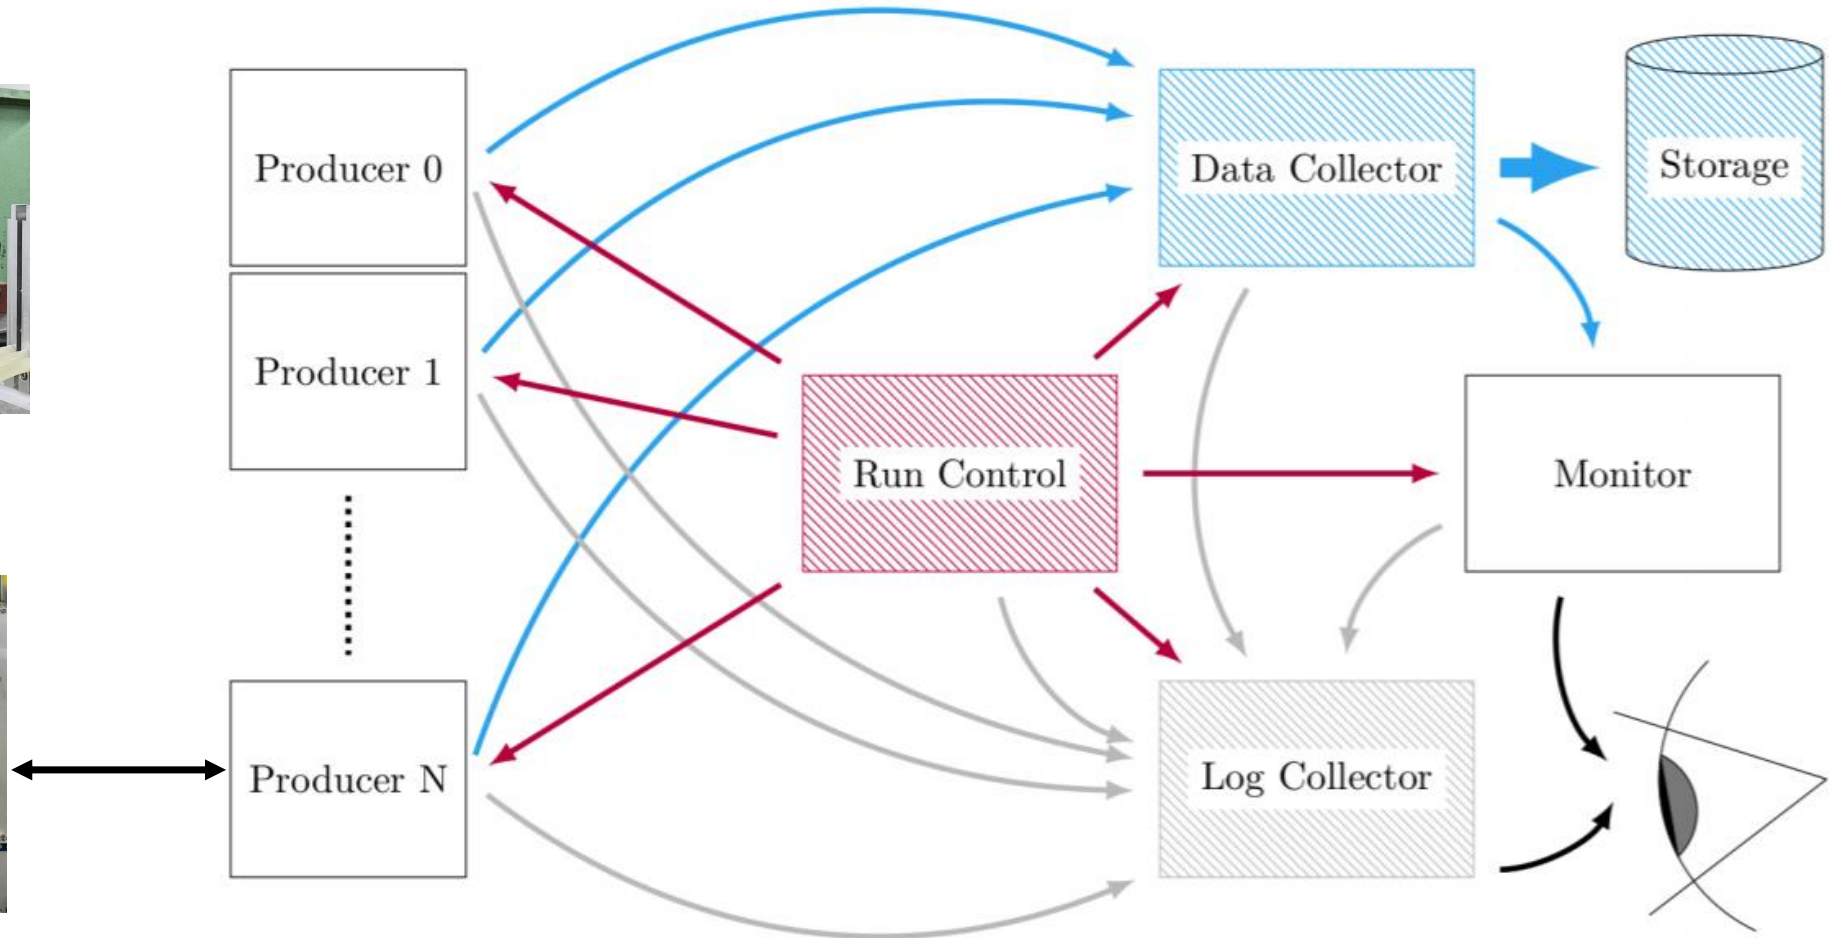 Producer 0
Data Collector
Storage
Producer 1
Run Control
Monitor
Producer N
Log Collector